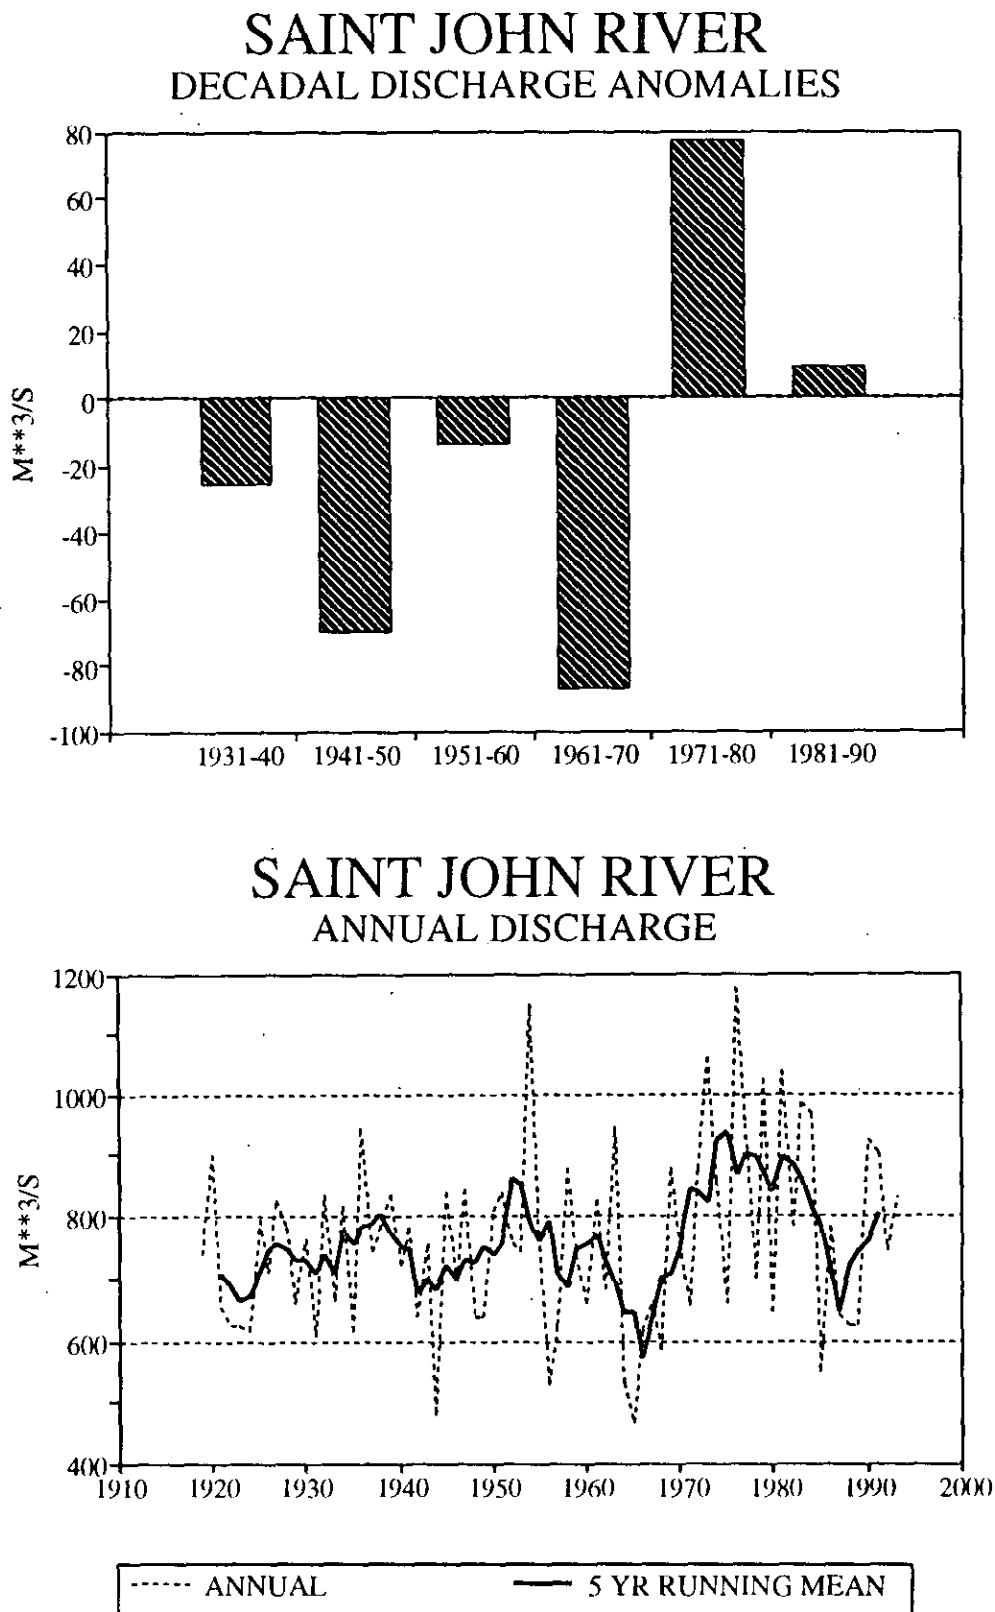 SAINT JOHN RIVER
DECADAL DISCHARGE ANOMALIES
80
60
40
20
0
-20
-40
-60
-80
-100
M**3/S
1931-40 1941-50 1951-60 1961-70 1971-80 1981-90
SAINT JOHN RIVER
ANNUAL DISCHARGE
1200
1000
800
600
400
M**3/S
1910 1920 1930 1940 1950 1960 1970 1980 1990 2000
ANNUAL 5 YR RUNNING MEAN